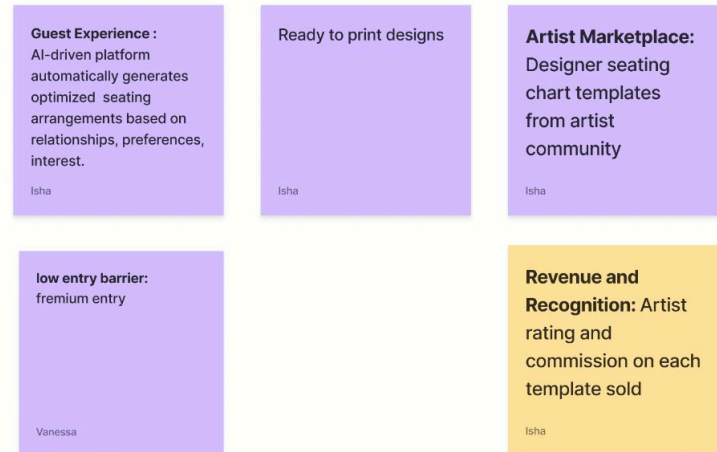 Guest Experience :
AI-driven platform
automatically generates
optimized seating
arrangements based on
relationships, preferences,
interest.
Isha
Ready to print designs
Isha
Artist Marketplace:
Designer seating
chart templates
from artist
community
Isha
low entry barrier:
fremium entry
Vanessa
Revenue and
Recognition: Artist
rating and
commission on each
template sold
Isha